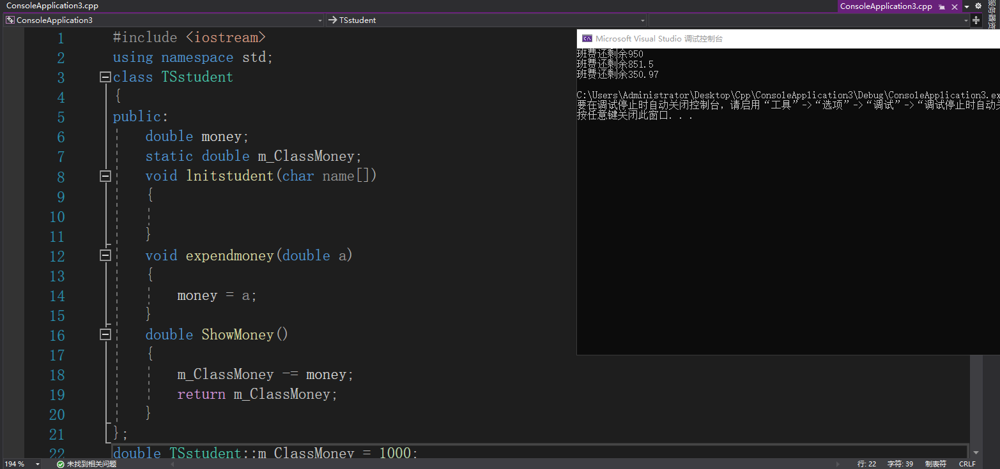 ConsoleApplication3.cpp
ConsoleApplication3.cpp
ConsoleApplication3
TSstudent
1 #include <iostream>
2 using namespace std;
3 class TSstudent
4 {
5 public:
6 double money;
7 static double m_ClassMoney;
8 void lnitstudent(char name[])
9 {
10
11 }
12 void expendmoney(double a)
13 {
14 money = a;
15 }
16 double ShowMoney()
17 {
18 m_ClassMoney -= money;
19 return m_ClassMoney;
20 }
21 };
22 double TSstudent::m_ClassMoney = 1000;
Microsoft Visual Studio 调试控制台
班费还剩余950
班费还剩余851.5
班费还剩余350.97
C:\Users\Administrator\Desktop\Cpp\ConsoleApplication3\Debug\ConsoleApplication3.ex
要在调试停止时自动关闭控制台，请启用“工具”->“选项”->“调试”->“调试停止时自动关
按任意键关闭此窗口. . .
194 %
未找到相关问题
行: 22
字符: 39
制表符
CRLF